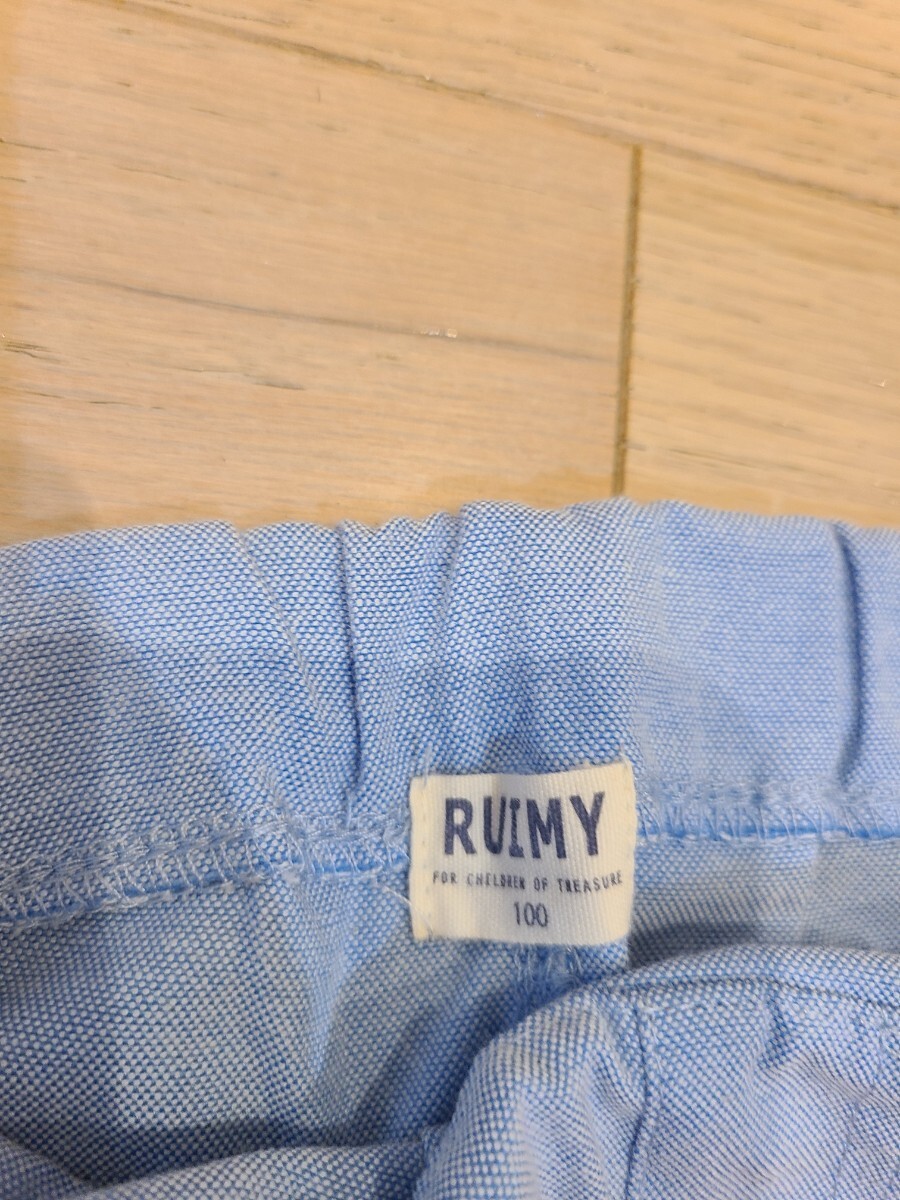 RUIMY
FOR CHILDREN OF TREASURE
100